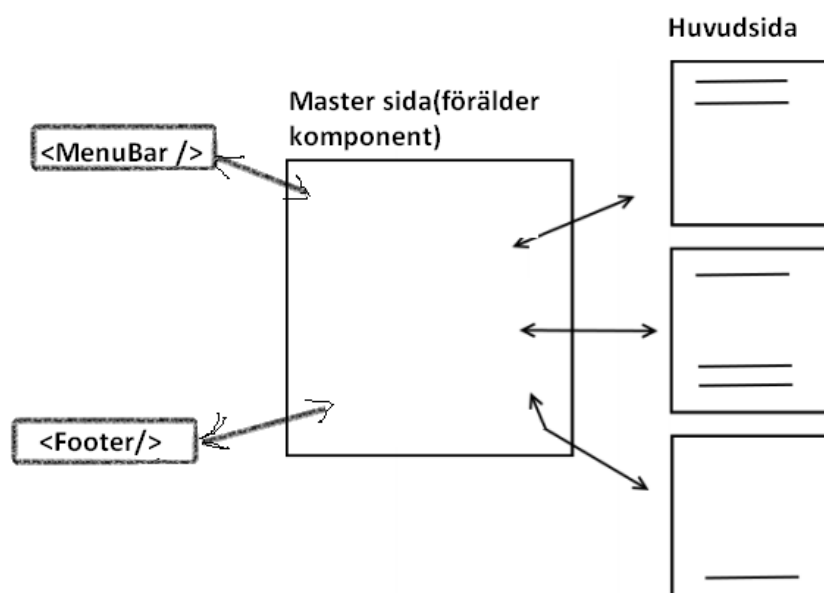 Huvudsida
Master sida(förälder
komponent)
<MenuBar />
<Footer/>